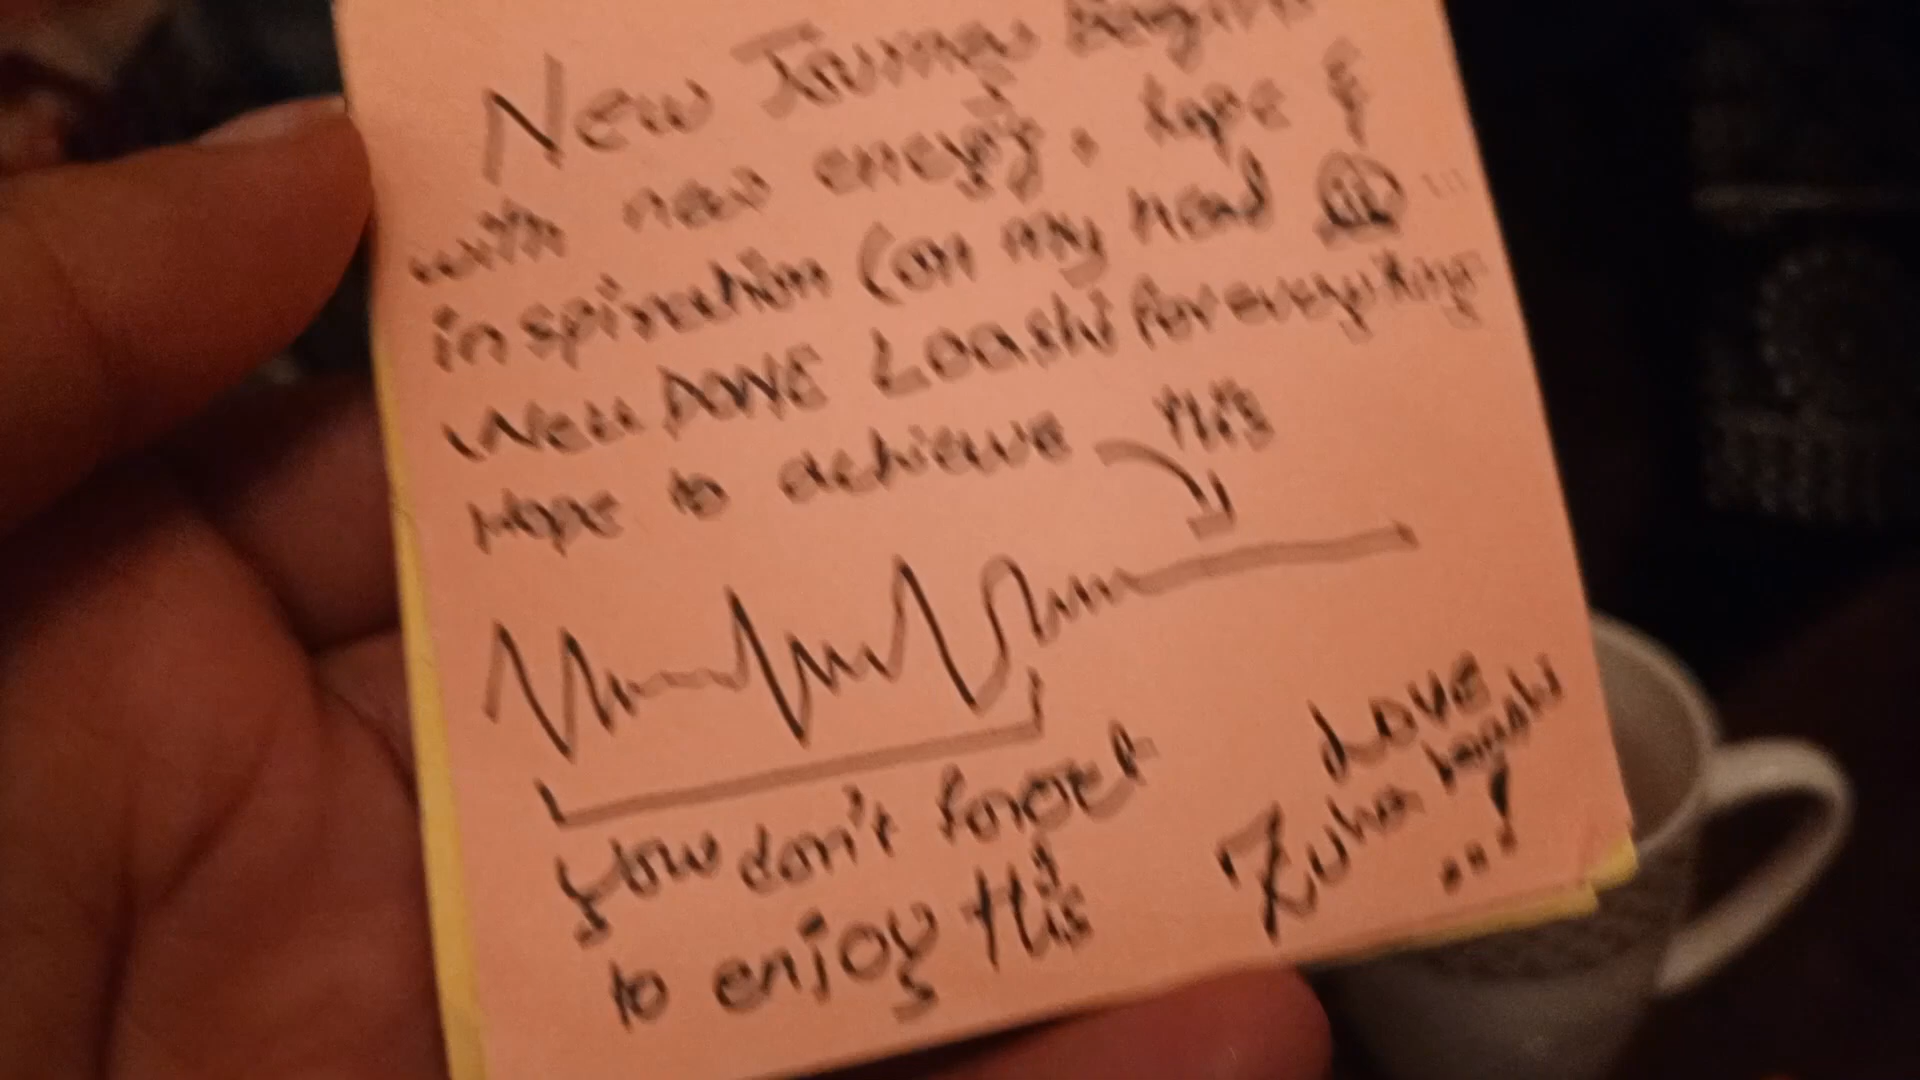 New Journey Begins
with new energy, hope &
inspiration (on my head
Well DONE Loashi for everything
Hope to achieve this
you don't forget
to enjoy this
LOVE
Zuha